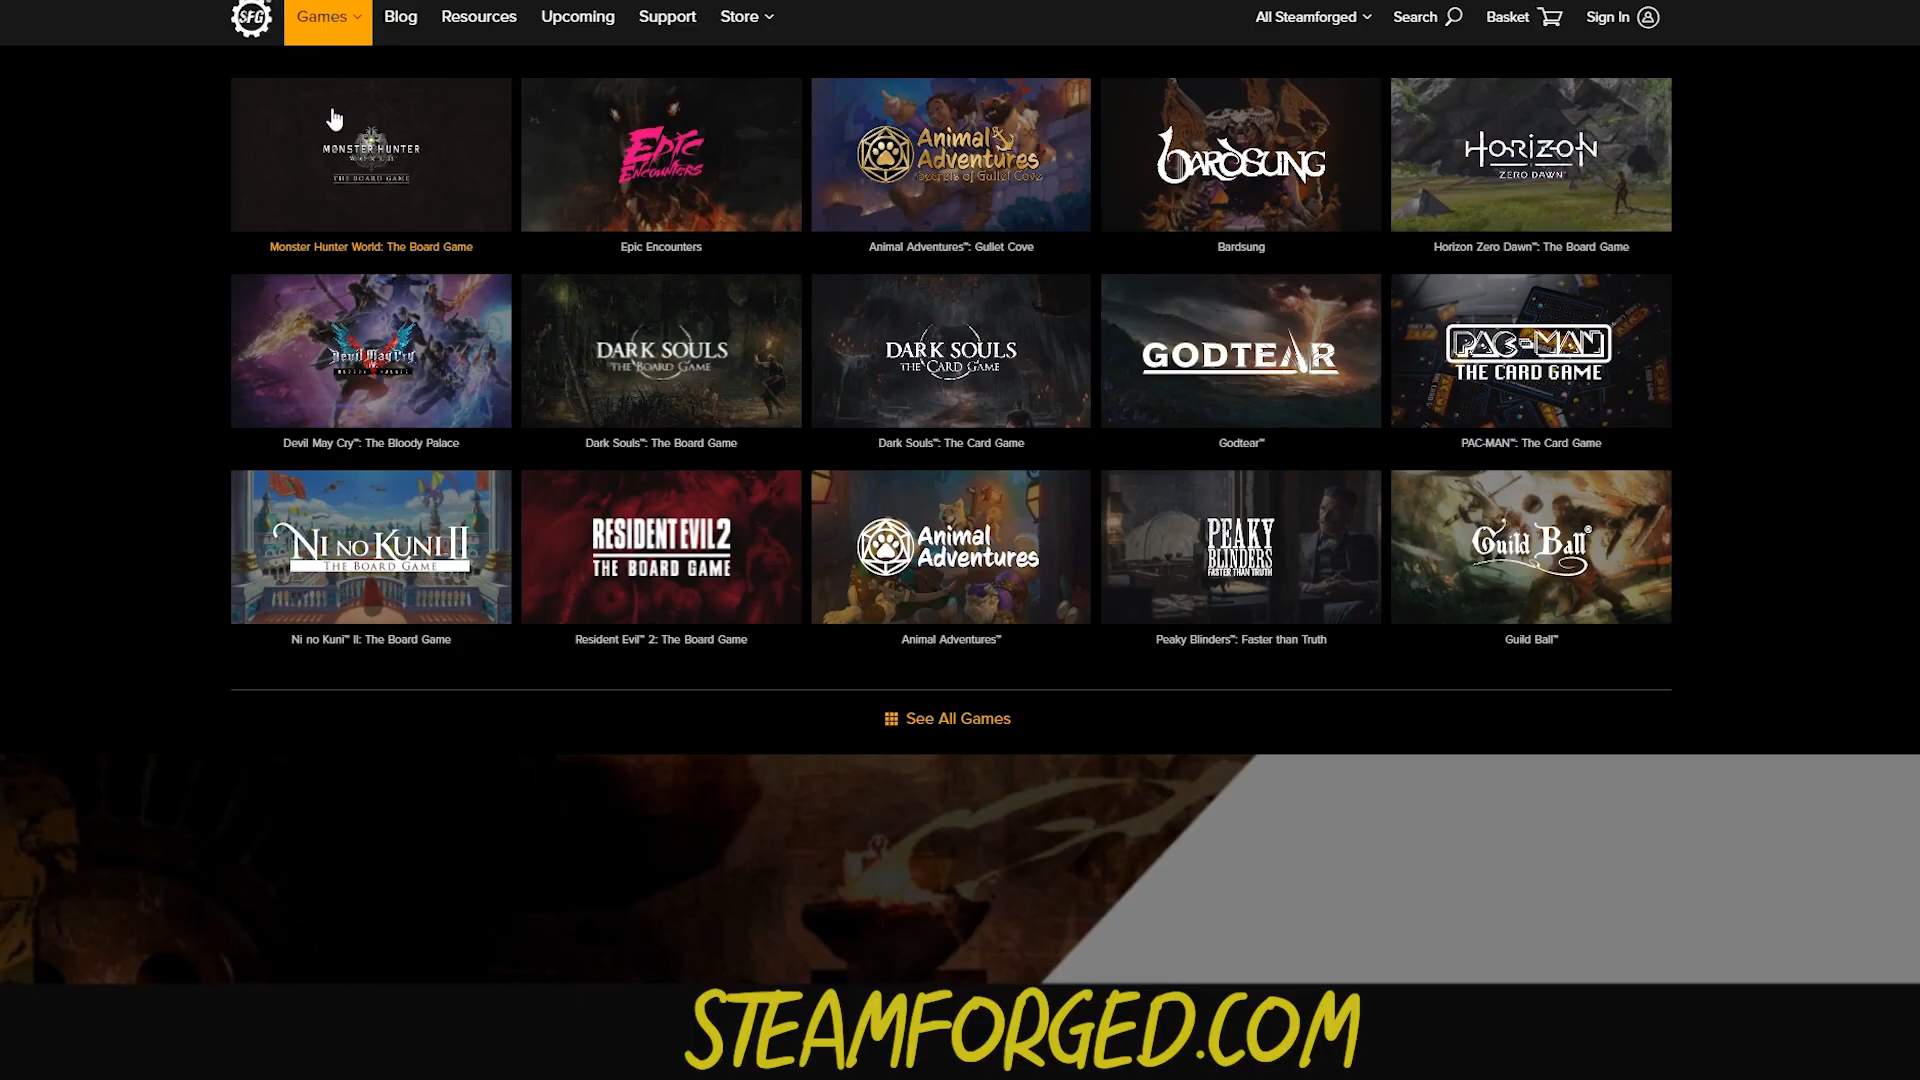 SFG
Games Blog Resources Upcoming Support Store
All Steamforged Search Basket Sign In
MONSTER HUNTER
WORLD
THE BOARD GAME
EPIC
ENCOUNTERS
Animal
Adventures
Secrets of Gullet Cove
BARDSUNG
HORIZON
ZERO DAWN
Monster Hunter World: The Board Game
Epic Encounters
Animal Adventures™: Gullet Cove
Bardsung
Horizon Zero Dawn™: The Board Game
Devil May Cry
DARK SOULS
THE BOARD GAME
DARK SOULS
THE CARD GAME
GODTEAR
PAC-MAN
THE CARD GAME
Devil May Cry™: The Bloody Palace
Dark Souls™: The Board Game
Dark Souls™: The Card Game
Godtear™
PAC-MAN™: The Card Game
NI NO KUNI II
THE BOARD GAME
RESIDENT EVIL 2
THE BOARD GAME
Animal
Adventures
PEAKY
BLINDERS
FASTER THAN TRUTH
Guild Ball®
Ni no Kuni™ II: The Board Game
Resident Evil™ 2: The Board Game
Animal Adventures™
Peaky Blinders™: Faster than Truth
Guild Ball™
See All Games
STEAMFORGED.COM